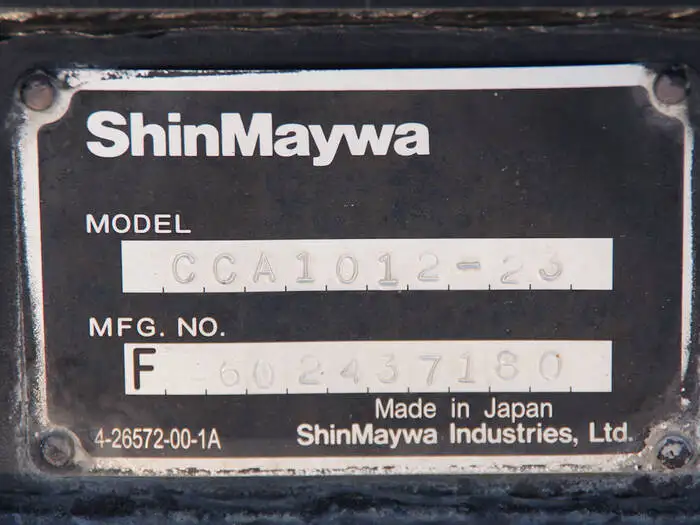 ShinMaywa
MODEL
CCA1012-23
MFG. NO.
F 602437180
Made in Japan
4-26572-00-1A ShinMaywa Industries, Ltd.